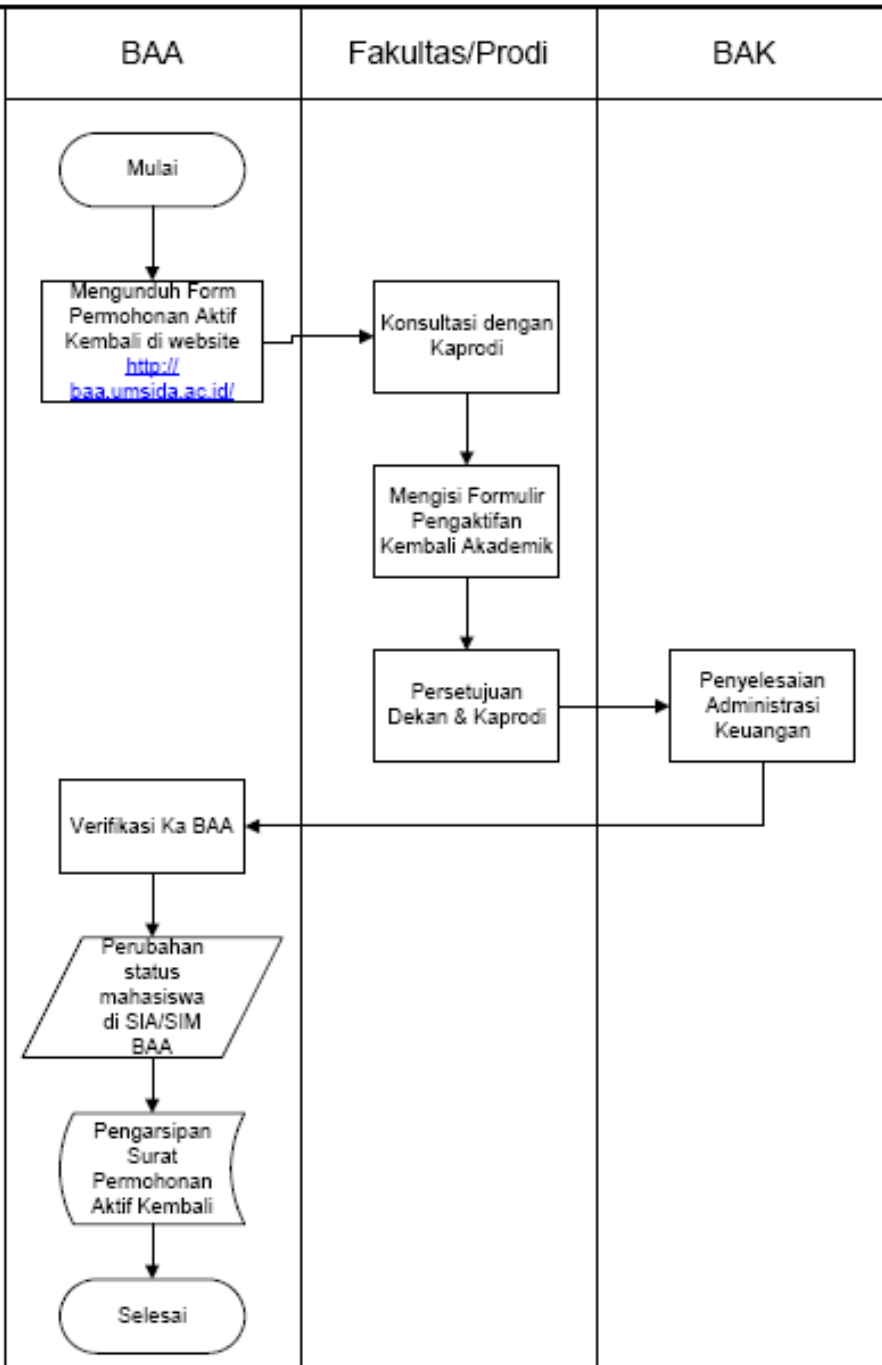 BAA
Fakultas/Prodi
BAK
Mulai
Mengunduh Form
Permohonan Aktif
Kembali di website
http://
baa.umsida.ac.id/
Konsultasi dengan
Kaprodi
Mengisi Formulir
Pengaktifan
Kembali Akademik
Persetujuan
Dekan & Kaprodi
Penyelesaian
Administrasi
Keuangan
Verifikasi Ka BAA
Perubahan
status
mahasiswa
di SIA/SIM
BAA
Pengarsipan
Surat
Permohonan
Aktif Kembali
Selesai